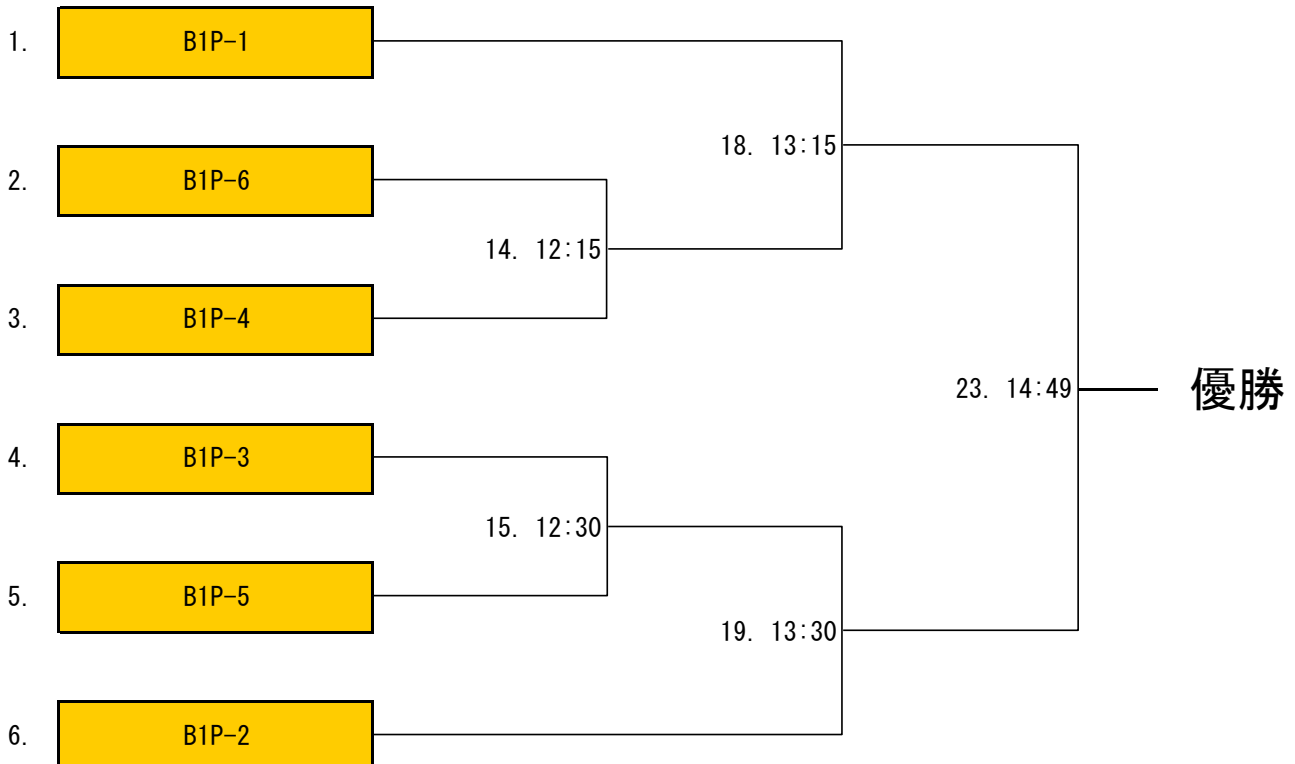 1. B1P-1
18. 13:15
2. B1P-6
14. 12:15
3. B1P-4
23. 14:49 優勝
4. B1P-3
15. 12:30
5. B1P-5
19. 13:30
6. B1P-2